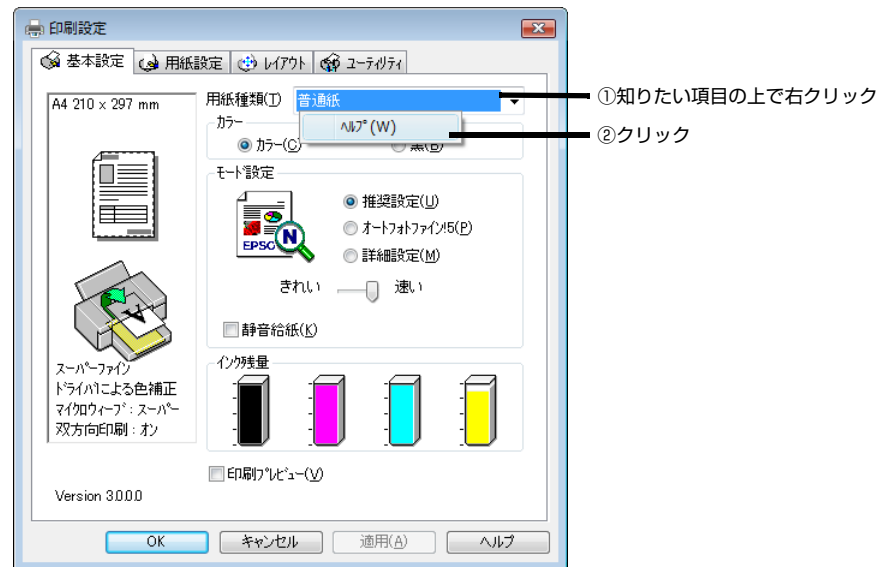 印刷設定
基本設定 用紙設定 レイアウト ユーティリティ
A4 210 x 297 mm
用紙種類(T) 普通紙
①知りたい項目の上で右クリック
ヘルプ(W)
②クリック
カラー
カラー(C) 黒(B)
モード設定
推奨設定(U)
オートフォトファイン!5(P)
EPSO N
詳細設定(M)
きれい 速い
静音給紙(K)
スーパーファイン
ドライバによる色補正
マイクロウィーブ:スーパー
双方向印刷:オン
インク残量
印刷プレビュー(V)
Version 3.0.0.0
OK キャンセル 適用(A) ヘルプ